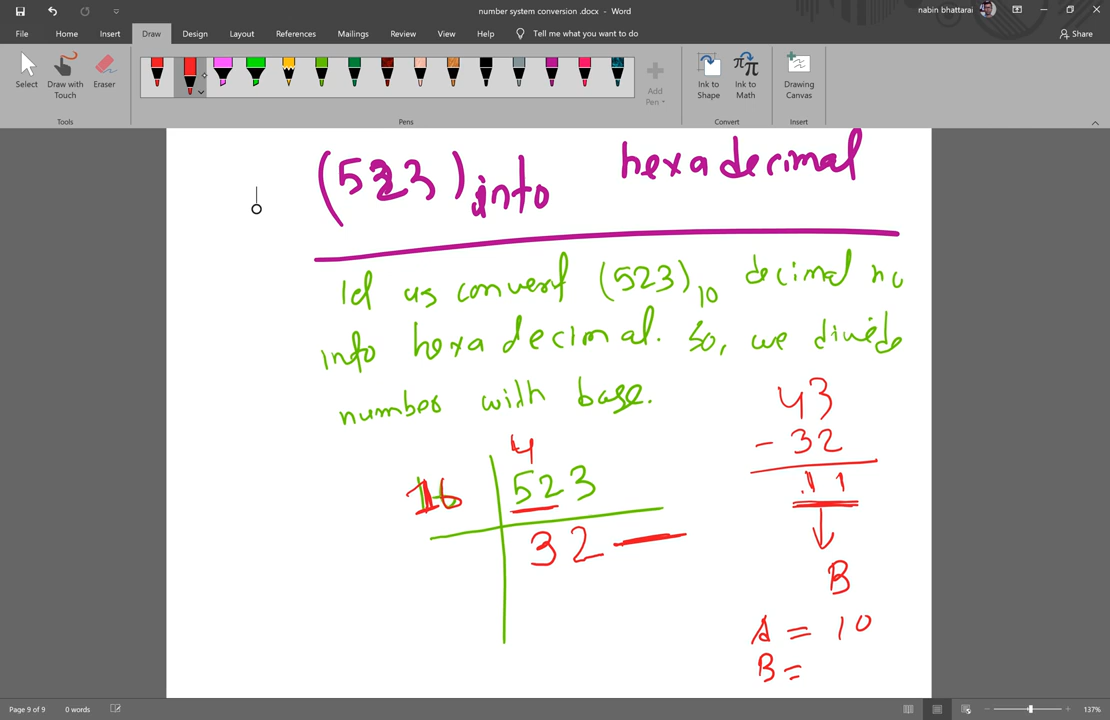 number system conversion .docx - Word
nabin bhattarai
File Home Insert Draw Design Layout References Mailings Review View Help Tell me what you want to do
Share
Select Draw with Touch Eraser
Add Pen
Ink to Shape Ink to Math Drawing Canvas
Tools Pens Convert Insert
(523) into hexadecimal
us convert (523)10 decimal no
into hexa decimal. So, we divide
number with base.
43
- 32
11
4
16 523
32
B
A = 10
B =
Page 9 of 9 0 words 137%